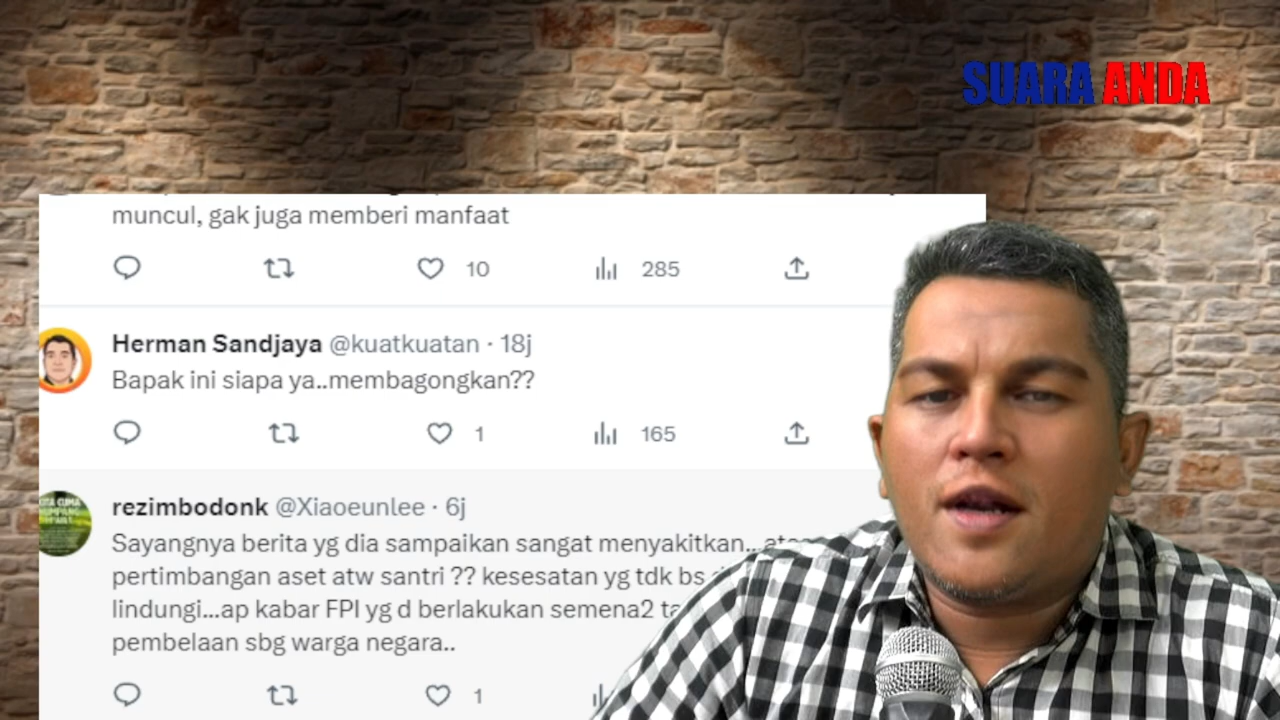 SUARA ANDA
muncul, gak juga memberi manfaat
10 285
Herman Sandjaya @kuatkuatan · 18j
Bapak ini siapa ya..membagongkan??
1 165
rezimbodonk @Xiaoeunlee · 6j
Sayangnya berita yg dia sampaikan sangat menyakitkan..
pertimbangan aset atw santri ?? kesesatan yg tdk bs
lindungi...ap kabar FPI yg d berlakukan semena2
pembelaan sbg warga negara..
1